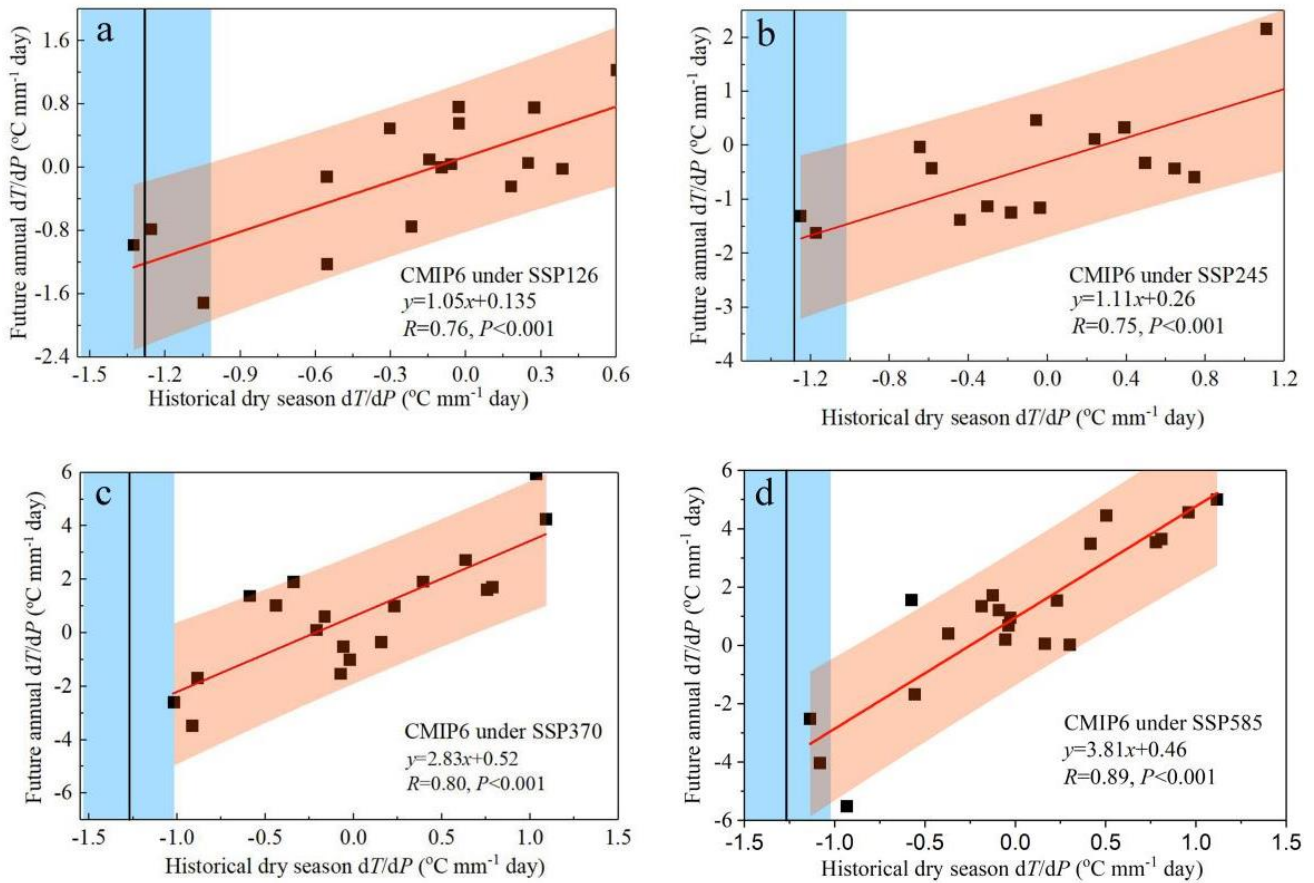 a
1.6
0.8
0.0
-0.8
-1.6
-2.4
Future annual dT/dP (°C mm⁻¹ day)
CMIP6 under SSP126
y=1.05x+0.135
R=0.76, P<0.001
-1.5 -1.2 -0.9 -0.6 -0.3 0.0 0.3 0.6
Historical dry season dT/dP (°C mm⁻¹ day)
b
2
1
0
-1
-2
-3
-4
Future annual dT/dP (°C mm⁻¹ day)
CMIP6 under SSP245
y=1.11x+0.26
R=0.75, P<0.001
-1.2 -0.8 -0.4 0.0 0.4 0.8 1.2
Historical dry season dT/dP (°C mm⁻¹ day)
c
6
4
2
0
-2
-4
-6
Future annual dT/dP (°C mm⁻¹ day)
CMIP6 under SSP370
y=2.83x+0.52
R=0.80, P<0.001
-1.5 -1.0 -0.5 0.0 0.5 1.0 1.5
Historical dry season dT/dP (°C mm⁻¹ day)
d
6
4
2
0
-2
-4
-6
Future annual dT/dP (°C mm⁻¹ day)
CMIP6 under SSP585
y=3.81x+0.46
R=0.89, P<0.001
-1.5 -1.0 -0.5 0.0 0.5 1.0 1.5
Historical dry season dT/dP (°C mm⁻¹ day)